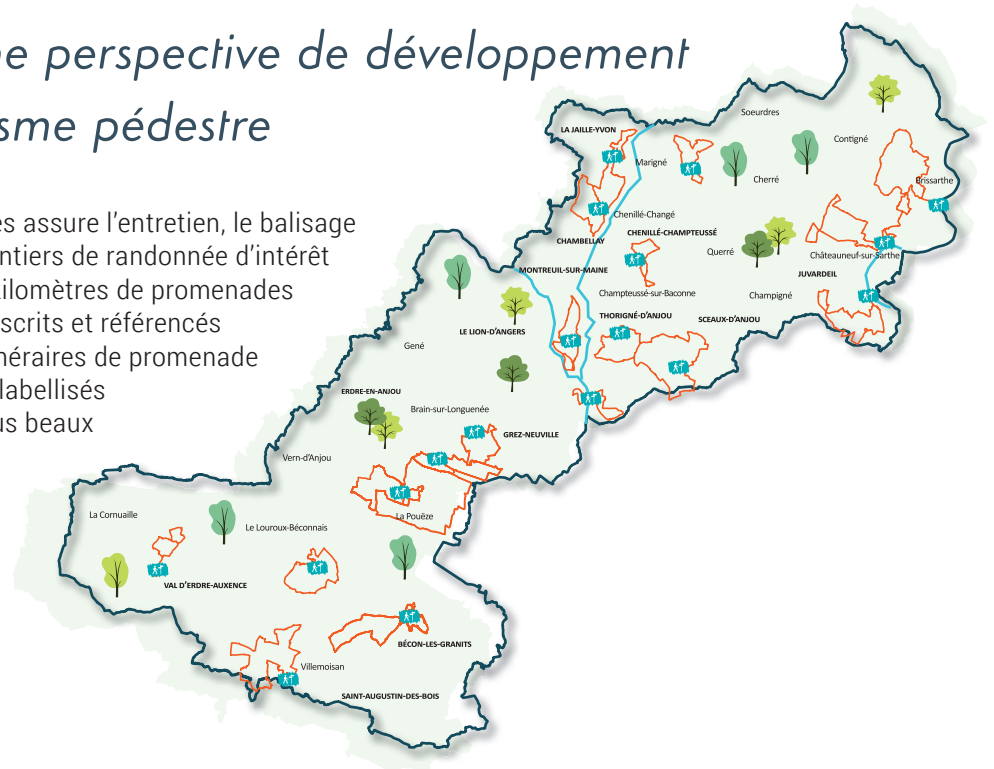 e perspective de développement
isme pédestre
es assure l'entretien, le balisage
ntiers de randonnée d'intérêt
kilomètres de promenades
scrits et référencés
néraires de promenade
labellisés
us beaux
Soeurdres
LA JAILLE-YVON
Contigné
Marigné
Cherré
Brissarthe
Chenillé-Changé
CHENILLÉ-CHAMPTEUSSÉ
CHAMBELLAY
Querré
Châteauneuf-sur-Sarthe
MONTREUIL-SUR-MAINE
JUVARDEIL
Champteussé-sur-Baconne
Champigné
THORIGNÉ-D'ANJOU
SCEAUX-D'ANJOU
LE LION-D'ANGERS
Gené
ERDRE-EN-ANJOU
Brain-sur-Longuenée
GREZ-NEUVILLE
Vern-d'Anjou
La Cornuaille
La Pouëze
Le Louroux-Béconnais
VAL D'ERDRE-AUXENCE
BÉCON-LES-GRANITS
Villemoisan
SAINT-AUGUSTIN-DES-BOIS